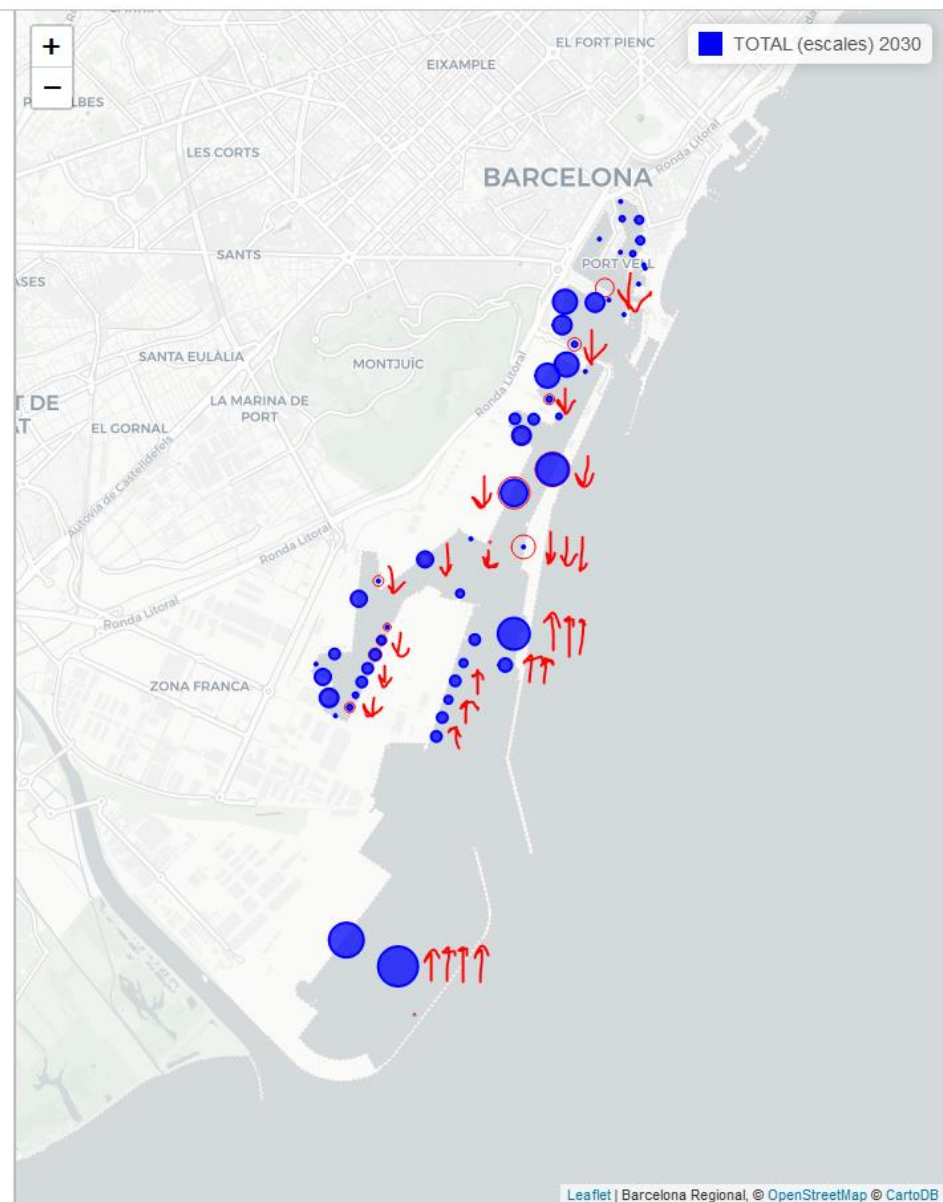 +
−
TOTAL (escales) 2030
EL FORT PIENC
EIXAMPLE
LES CORTS
Ronda Litoral
BARCELONA
SANTS
PORT VELL
SANTA EULÀLIA
MONTJUÏC
Ronda Litoral
LA MARINA DE
PORT
EL GORNAL
Autovia de Castelldefels
Ronda Litoral
Ronda Litoral
ZONA FRANCA
Leaflet | Barcelona Regional, © OpenStreetMap © CartoDB